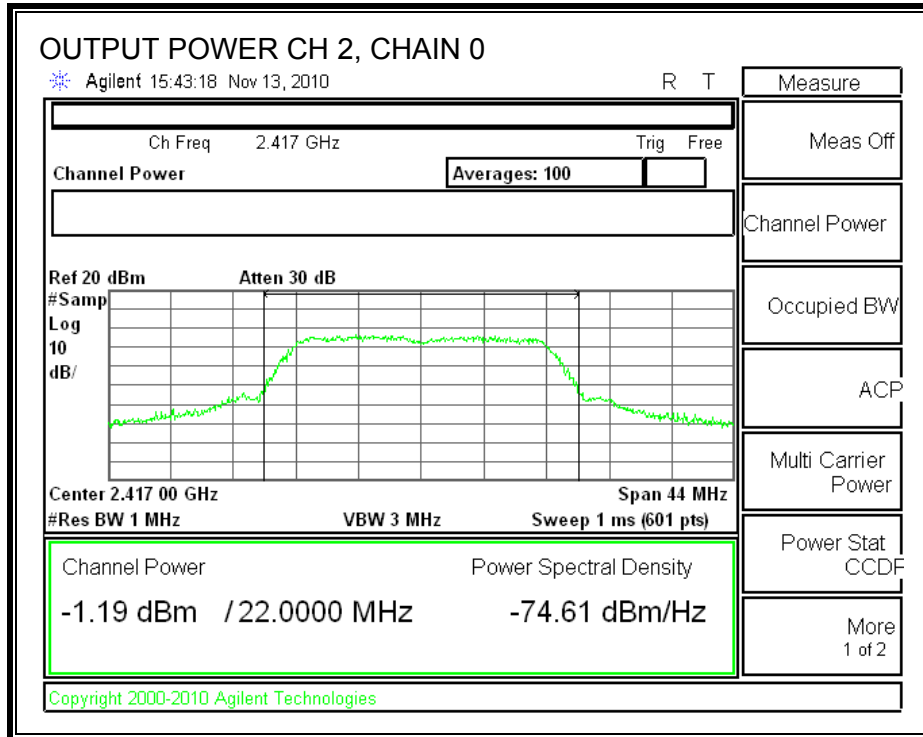 OUTPUT POWER CH 2, CHAIN 0
Agilent 15:43:18 Nov 13, 2010 R T
Measure
Ch Freq 2.417 GHz Trig Free
Meas Off
Channel Power Averages: 100
Channel Power
Ref 20 dBm Atten 30 dB
#Samp
Log
10
dB/
Occupied BW
ACP
Multi Carrier
Power
Center 2.417 00 GHz Span 44 MHz
#Res BW 1 MHz VBW 3 MHz Sweep 1 ms (601 pts)
Power Stat
CCDF
Channel Power Power Spectral Density
-1.19 dBm / 22.0000 MHz -74.61 dBm/Hz
More
1 of 2
Copyright 2000-2010 Agilent Technologies